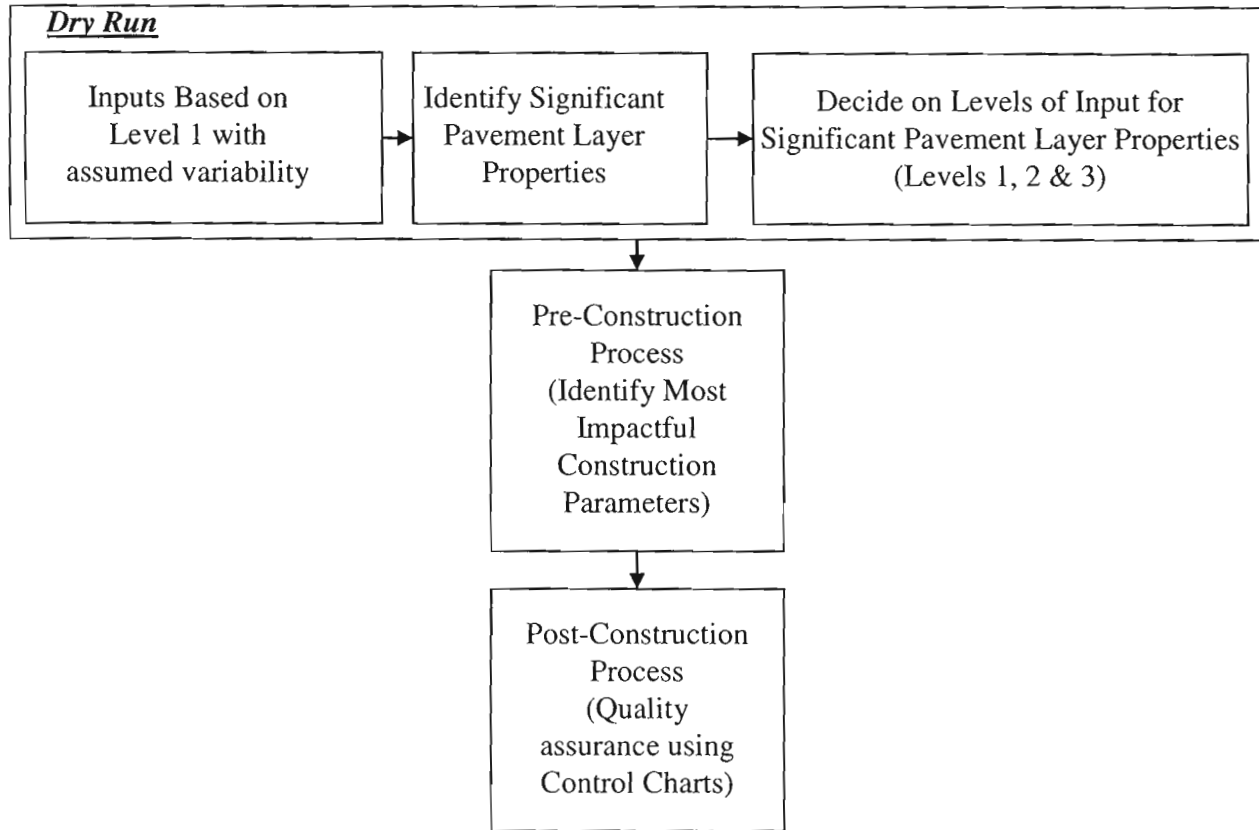 Dry Run
Inputs Based on
Level 1 with
assumed variability
Identify Significant
Pavement Layer
Properties
Decide on Levels of Input for
Significant Pavement Layer Properties
(Levels 1, 2 & 3)
Pre-Construction
Process
(Identify Most
Impactful
Construction
Parameters)
Post-Construction
Process
(Quality
assurance using
Control Charts)